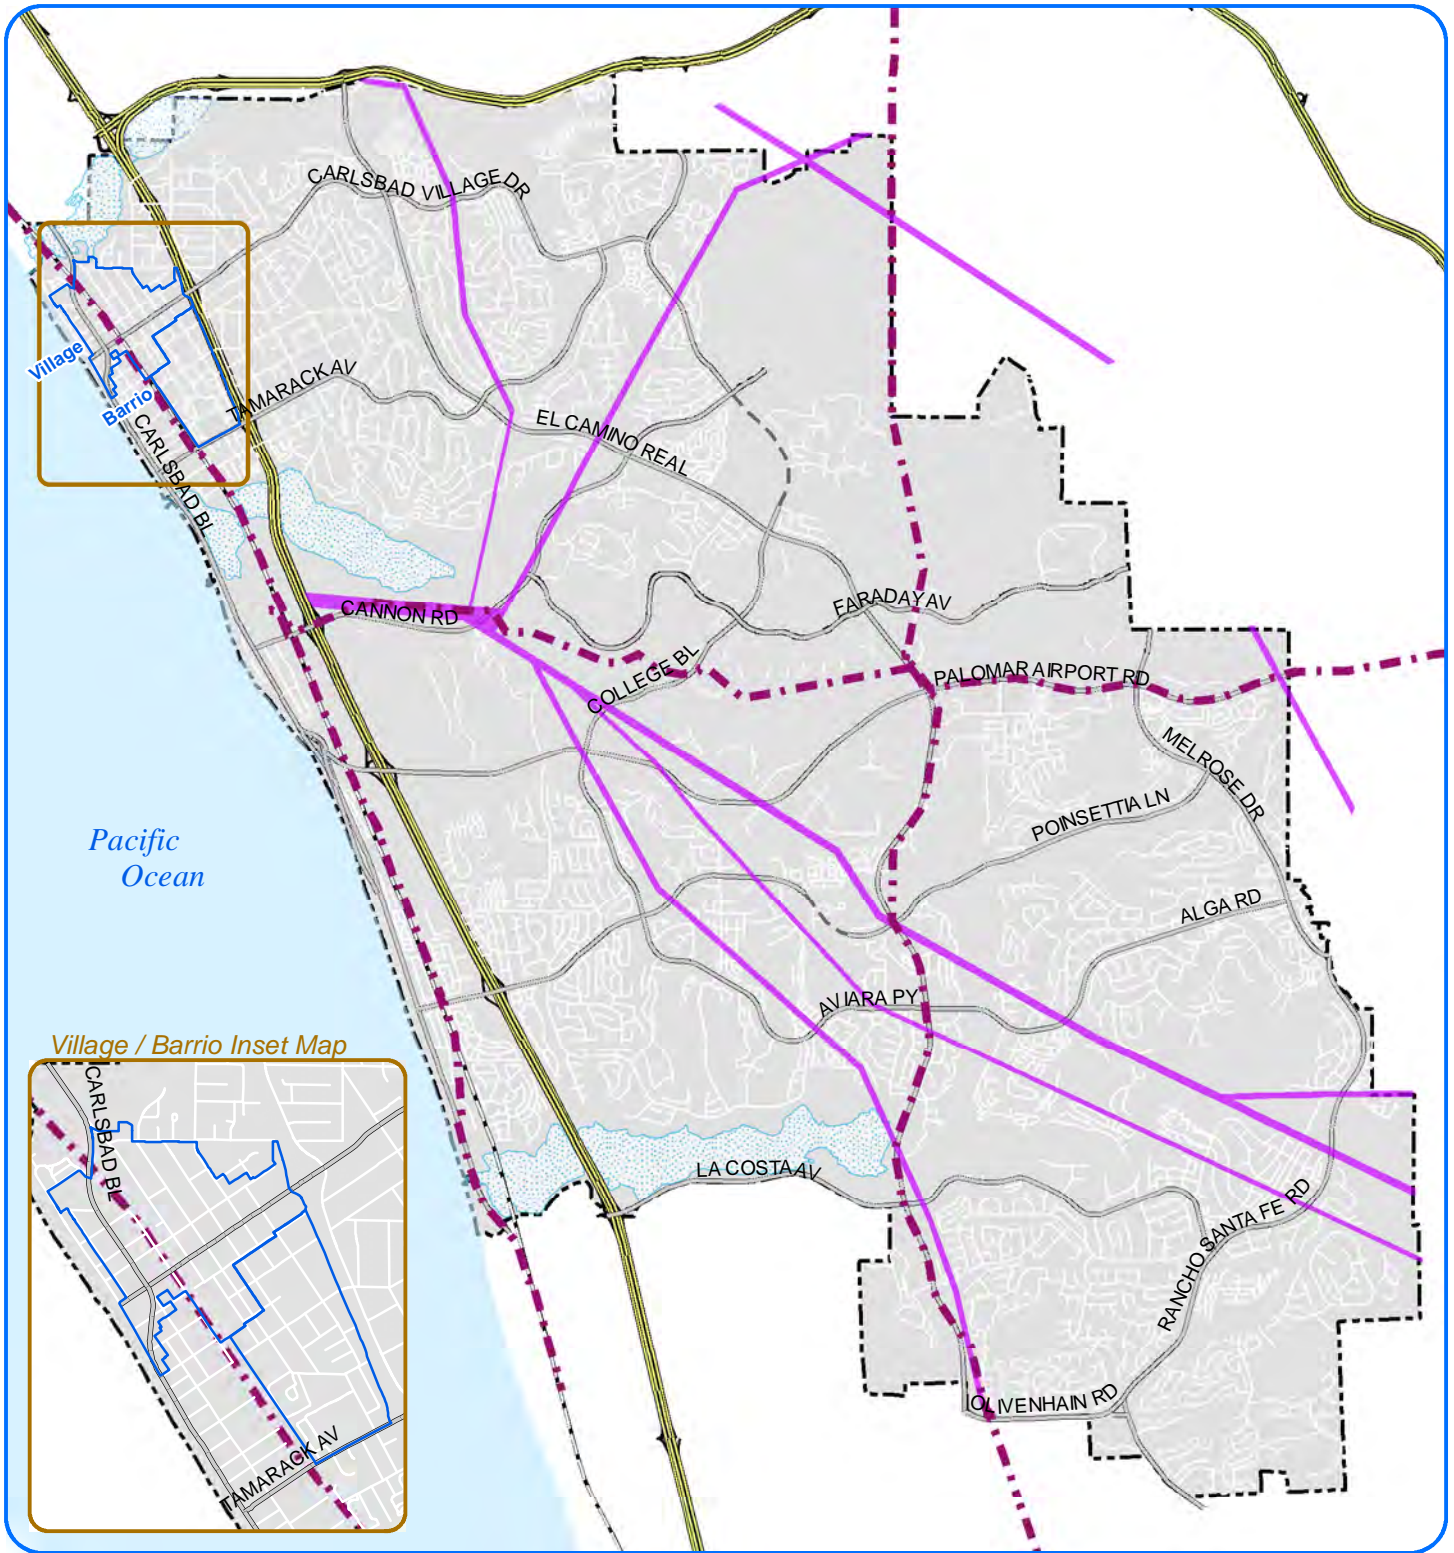 CARLSBAD VILLAGE DR
Village
Barrio
TAMARACK AV
CARLSBAD BL
EL CAMINO REAL
CANNON RD
FARADAY AV
COLLEGE BL
PALOMAR AIRPORT RD
MELROSE DR
POINSETTIA LN
Pacific
Ocean
ALGA RD
AVIARA PY
Village / Barrio Inset Map
CARLSBAD BL
LA COSTA AV
RANCHO SANTA FE RD
OLIVENHAIN RD
TAMARACK AV